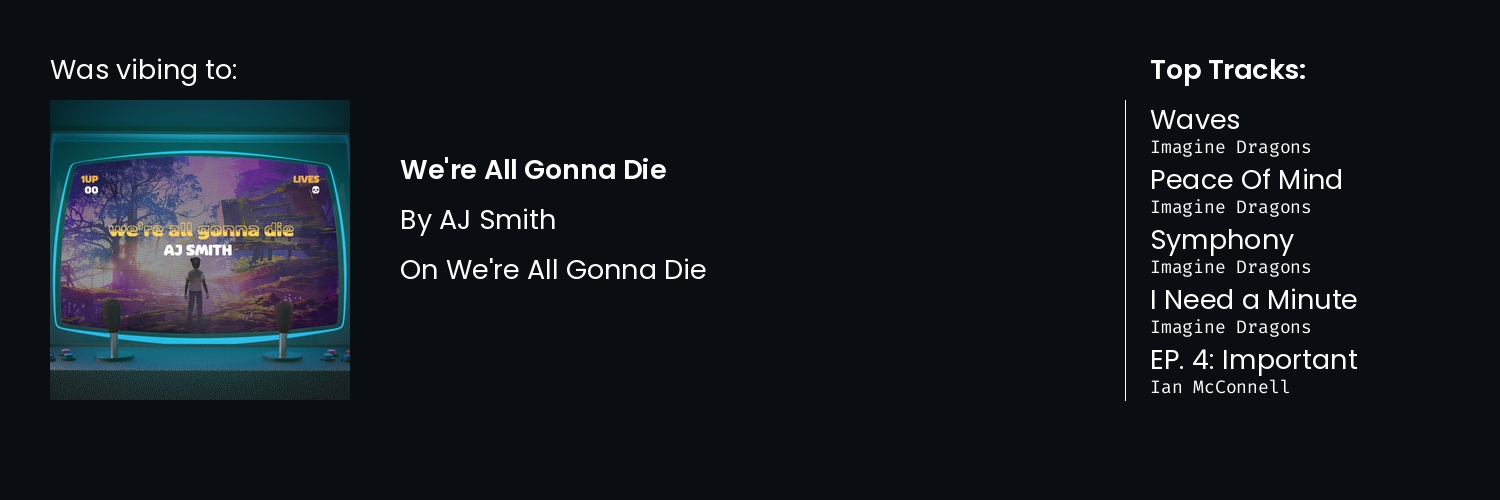 Was vibing to:
1UP
00
LIVES
we're all gonna die
AJ SMITH
We're All Gonna Die
By AJ Smith
On We're All Gonna Die
Top Tracks:
Waves
Imagine Dragons
Peace Of Mind
Imagine Dragons
Symphony
Imagine Dragons
I Need a Minute
Imagine Dragons
EP. 4: Important
Ian McConnell